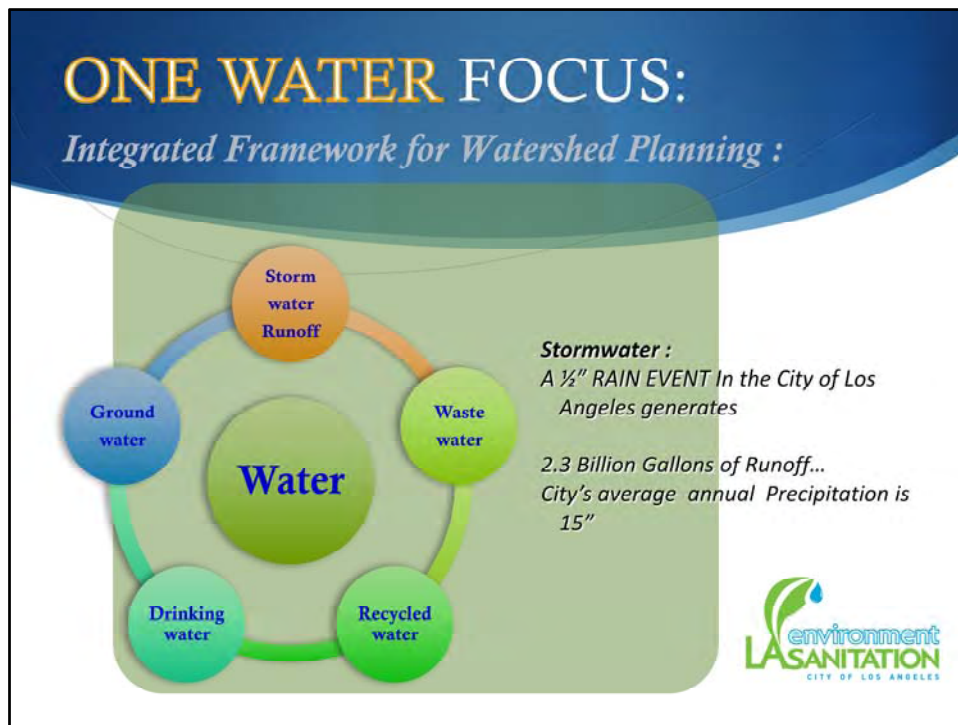 ONE WATER FOCUS:
Integrated Framework for Watershed Planning :
Storm
water
Runoff
Ground
water
Waste
water
Water
Drinking
water
Recycled
water
Stormwater :
A ½” RAIN EVENT In the City of Los
Angeles generates
2.3 Billion Gallons of Runoff…
City’s average annual Precipitation is
15”
environment
LASANITATION
CITY OF LOS ANGELES